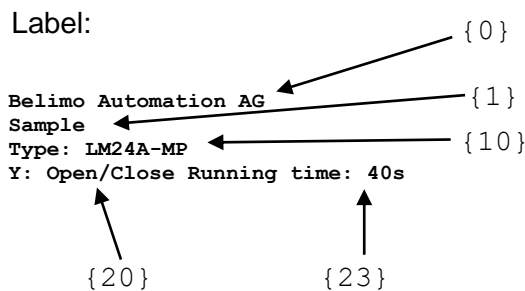 Label:
{0}
Belimo Automation AG
{1}
Sample
Type: LM24A-MP
{10}
Y: Open/Close Running time: 40s
{20} {23}